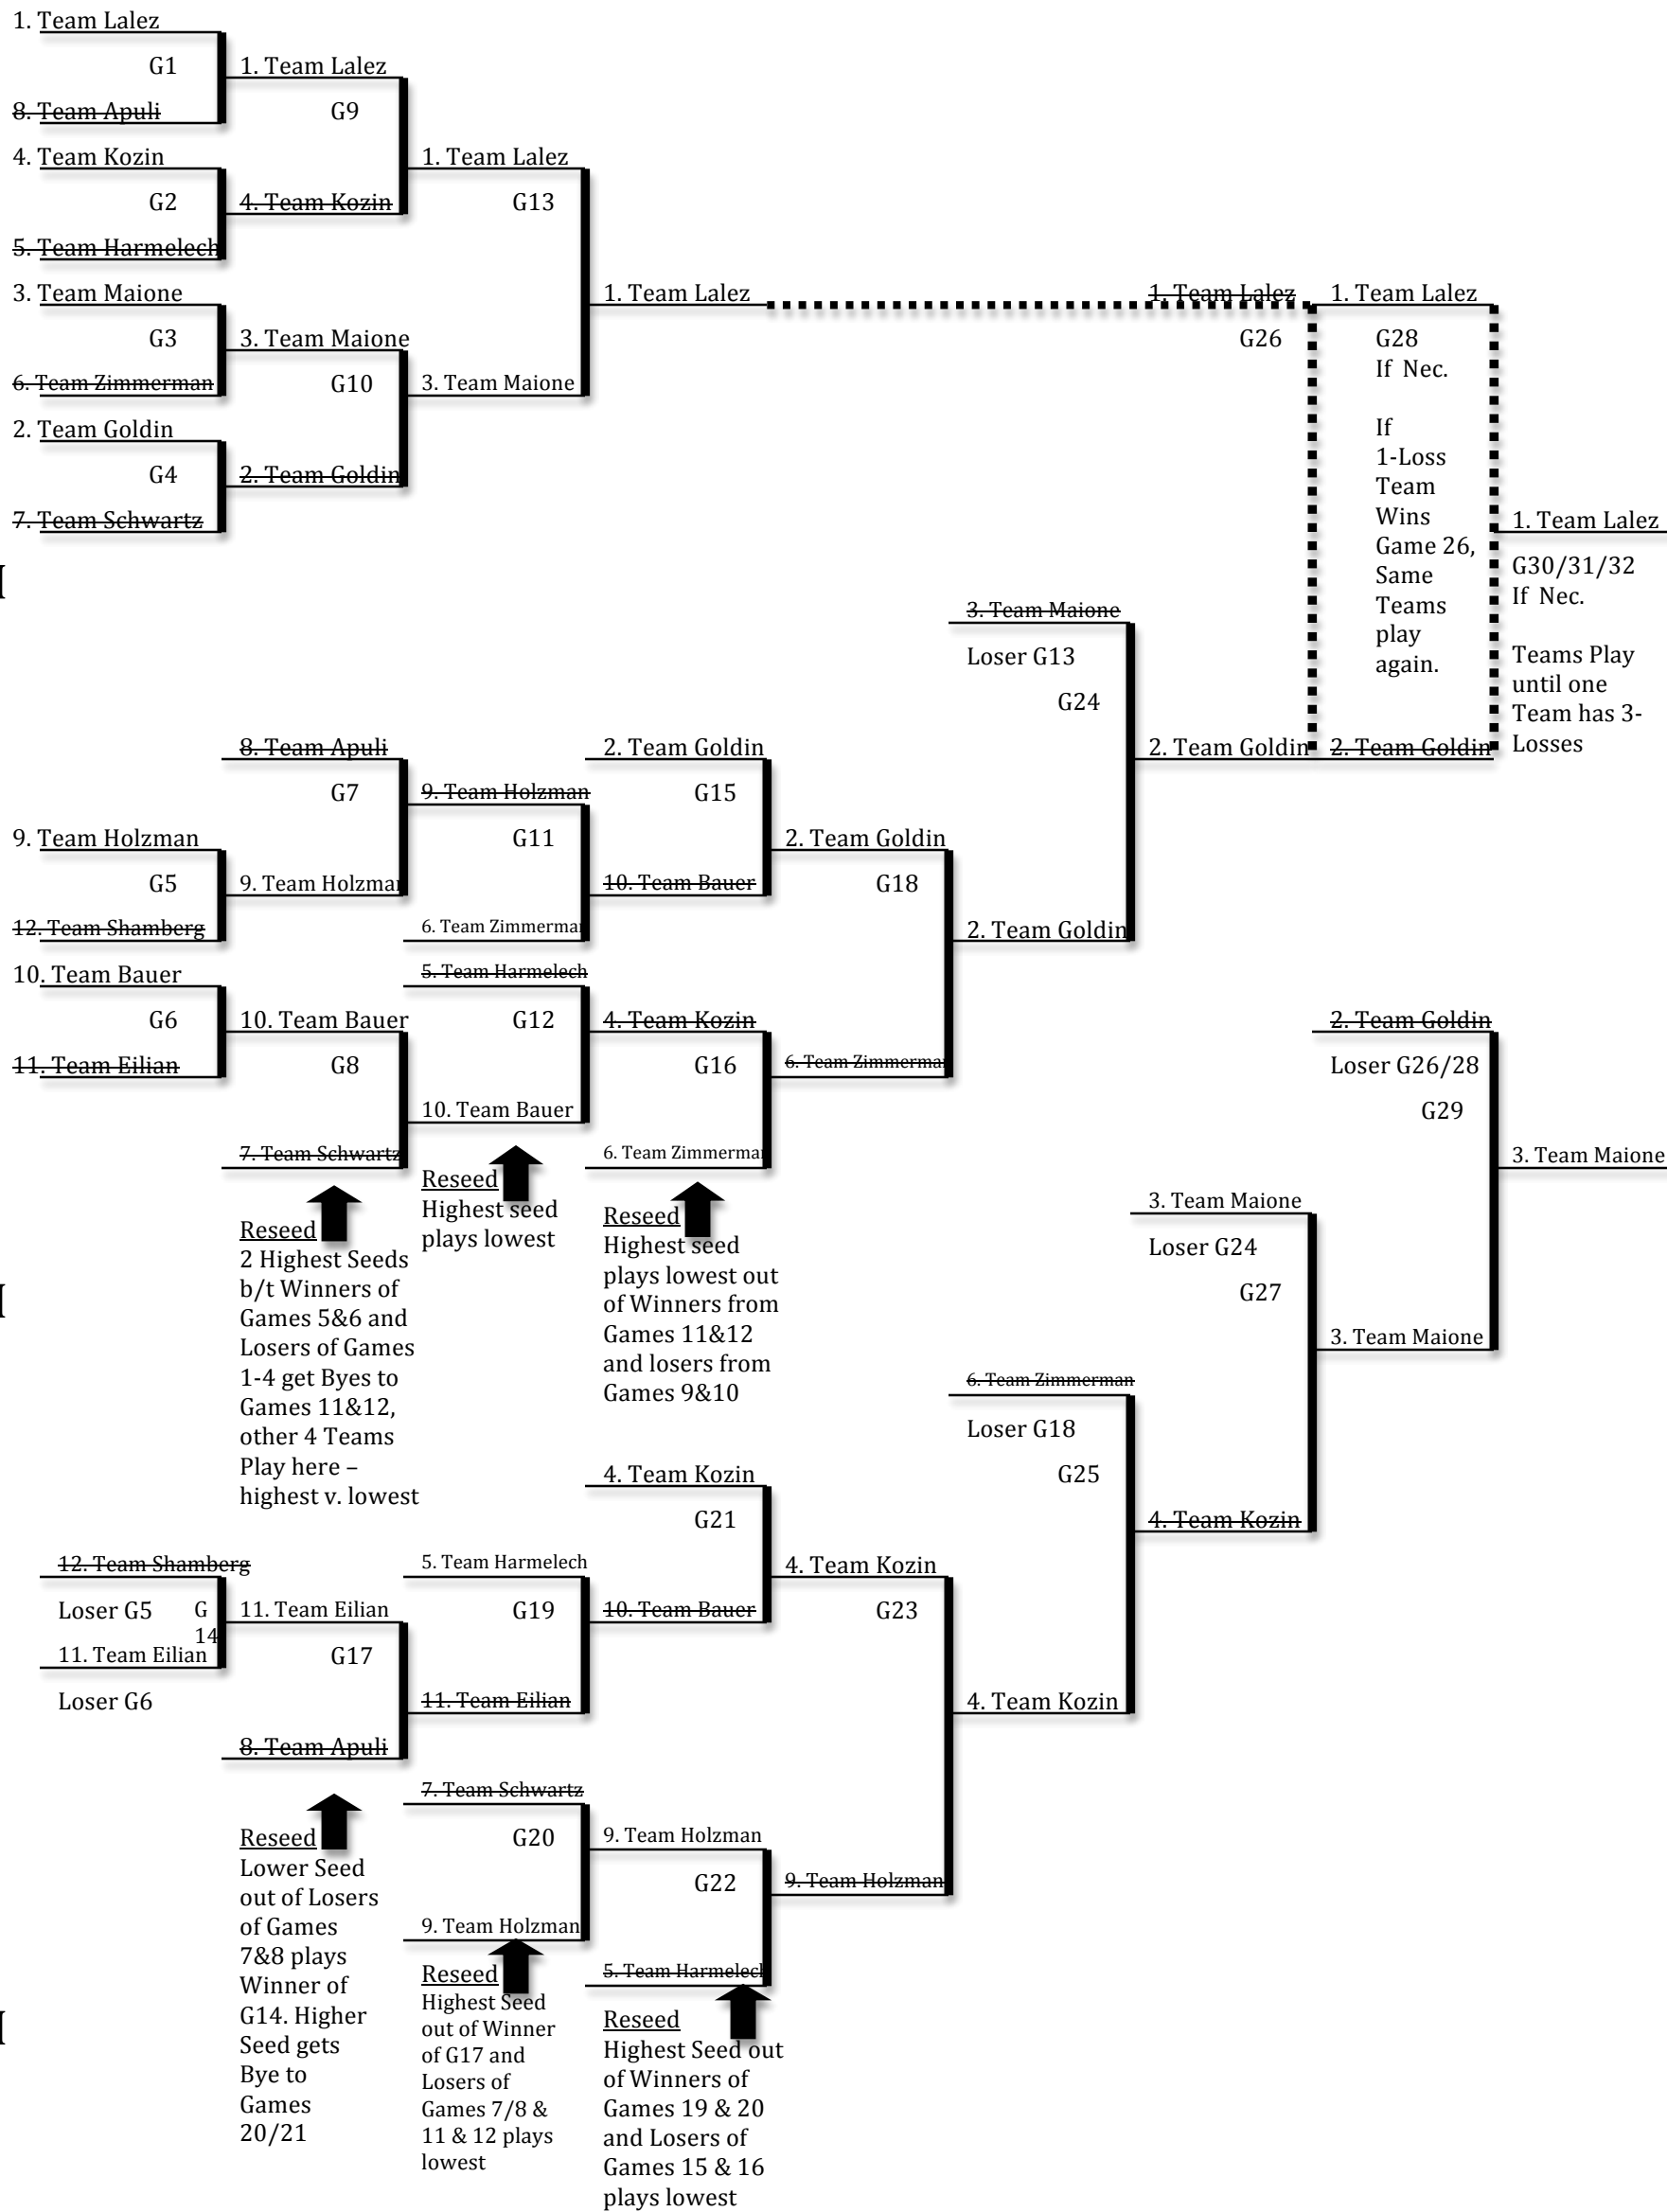 1. Team Lalez
G1
1. Team Lalez
8. Team Apuli
G9
4. Team Kozin
1. Team Lalez
G2
4. Team Kozin
G13
5. Team Harmelech
3. Team Maione
1. Team Lalez
1. Team Lalez
1. Team Lalez
G3
3. Team Maione
G26
G28
If Nec.
6. Team Zimmerman
G10
3. Team Maione
2. Team Goldin
If
1-Loss
Team
Wins
Game 26,
Same
Teams
play
again.
G4
2. Team Goldin
7. Team Schwartz
1. Team Lalez
G30/31/32
If Nec.
Teams Play
until one
Team has 3-
Losses
3. Team Maione
Loser G13
G24
8. Team Apuli
2. Team Goldin
2. Team Goldin
2. Team Goldin
G7
9. Team Holzman
G15
9. Team Holzman
G11
2. Team Goldin
G5
9. Team Holzman
10. Team Bauer
G18
12. Team Shamberg
6. Team Zimmerman
2. Team Goldin
10. Team Bauer
5. Team Harmelech
G6
10. Team Bauer
G12
4. Team Kozin
2. Team Goldin
11. Team Eilian
G8
G16
6. Team Zimmerman
Loser G26/28
10. Team Bauer
G29
7. Team Schwartz
6. Team Zimmerman
3. Team Maione
Reseed
Highest seed
plays lowest
Reseed
Highest seed
plays lowest out
of Winners from
Games 11&12
and losers from
Games 9&10
Reseed
2 Highest Seeds
b/t Winners of
Games 5&6 and
Losers of Games
1-4 get Byes to
Games 11&12,
other 4 Teams
Play here –
highest v. lowest
3. Team Maione
Loser G24
G27
3. Team Maione
6. Team Zimmerman
Loser G18
G25
4. Team Kozin
G21
4. Team Kozin
12. Team Shamberg
5. Team Harmelech
4. Team Kozin
Loser G5
G
14
11. Team Eilian
G19
10. Team Bauer
G23
11. Team Eilian
G17
Loser G6
11. Team Eilian
4. Team Kozin
8. Team Apuli
7. Team Schwartz
G20
9. Team Holzman
G22
9. Team Holzman
9. Team Holzman
5. Team Harmelech
Reseed
Lower Seed
out of Losers
of Games
7&8 plays
Winner of
G14. Higher
Seed gets
Bye to
Games
20/21
Reseed
Highest Seed
out of Winner
of G17 and
Losers of
Games 7/8 &
11 & 12 plays
lowest
Reseed
Highest Seed out
of Winners of
Games 19 & 20
and Losers of
Games 15 & 16
plays lowest